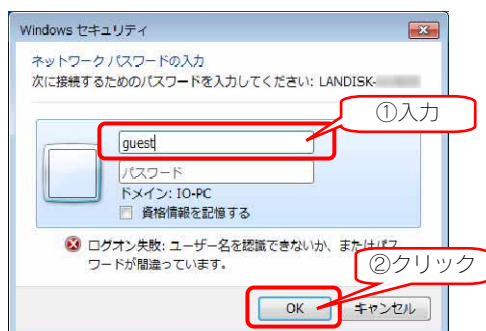 Windows セキュリティ
ネットワーク パスワードの入力
次に接続するためのパスワードを入力してください: LANDISK-
①入力
guest
パスワード
ドメイン: IO-PC
資格情報を記憶する
ログオン失敗: ユーザー名を認識できないか、またはパス
ワードが間違っています。
②クリック
OK
キャンセル